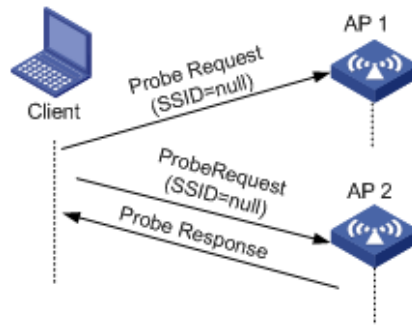 AP 1
Probe Request
(SSID=null)
Client
ProbeRequest
(SSID=null)
AP 2
Probe Response